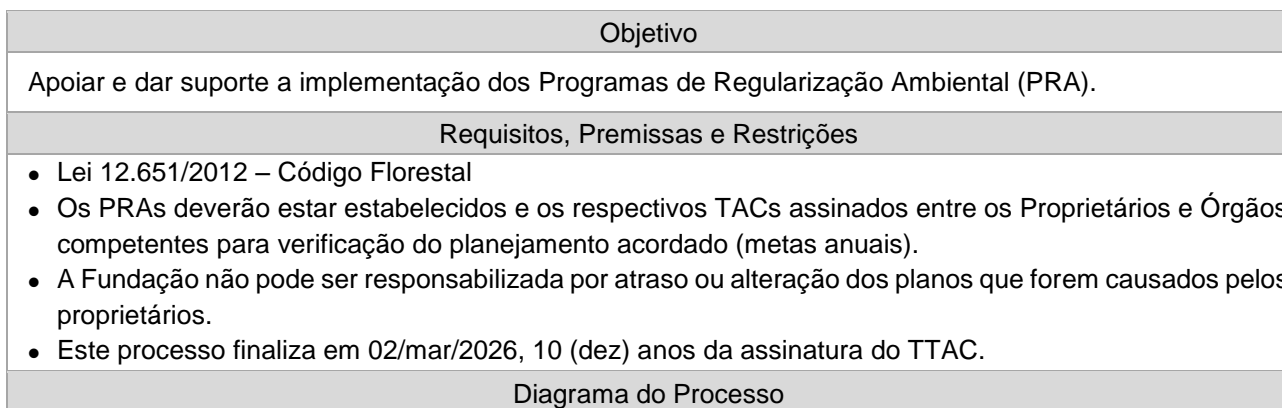 Objetivo
Apoiar e dar suporte a implementação dos Programas de Regularização Ambiental (PRA).
Requisitos, Premissas e Restrições
• Lei 12.651/2012 – Código Florestal
• Os PRAs deverão estar estabelecidos e os respectivos TACs assinados entre os Proprietários e Órgãos
competentes para verificação do planejamento acordado (metas anuais).
• A Fundação não pode ser responsabilizada por atraso ou alteração dos planos que forem causados pelos
proprietários.
• Este processo finaliza em 02/mar/2026, 10 (dez) anos da assinatura do TTAC.
Diagrama do Processo